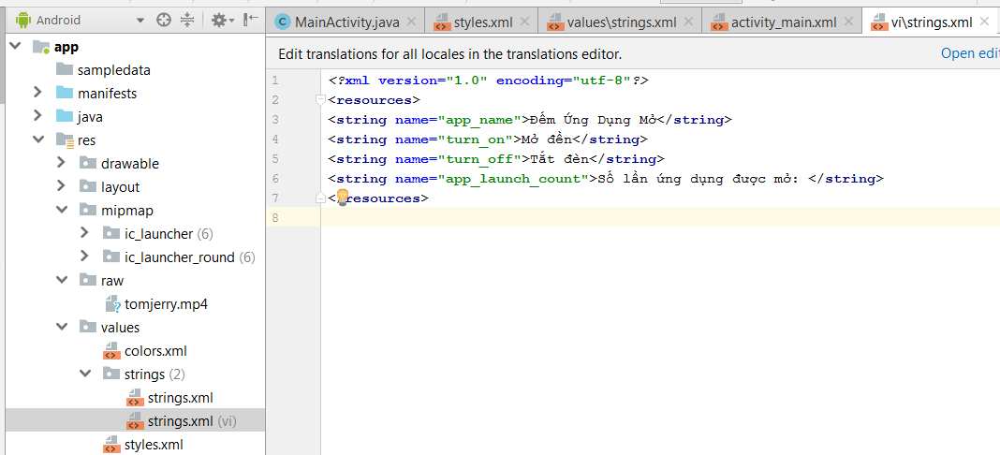 Android
MainActivity.java
styles.xml
values\strings.xml
activity_main.xml
vi\strings.xml
app
sampledata
manifests
java
res
drawable
layout
mipmap
ic_launcher (6)
ic_launcher_round (6)
raw
tomjerry.mp4
values
colors.xml
strings (2)
strings.xml
strings.xml (vi)
styles.xml
Edit translations for all locales in the translations editor.
Open edit
1 <?xml version="1.0" encoding="utf-8"?>
2 <resources>
3 <string name="app_name">Đếm Ứng Dụng Mở</string>
4 <string name="turn_on">Mở đền</string>
5 <string name="turn_off">Tắt đèn</string>
6 <string name="app_launch_count">Số lần ứng dụng được mở: </string>
7 </resources>
8